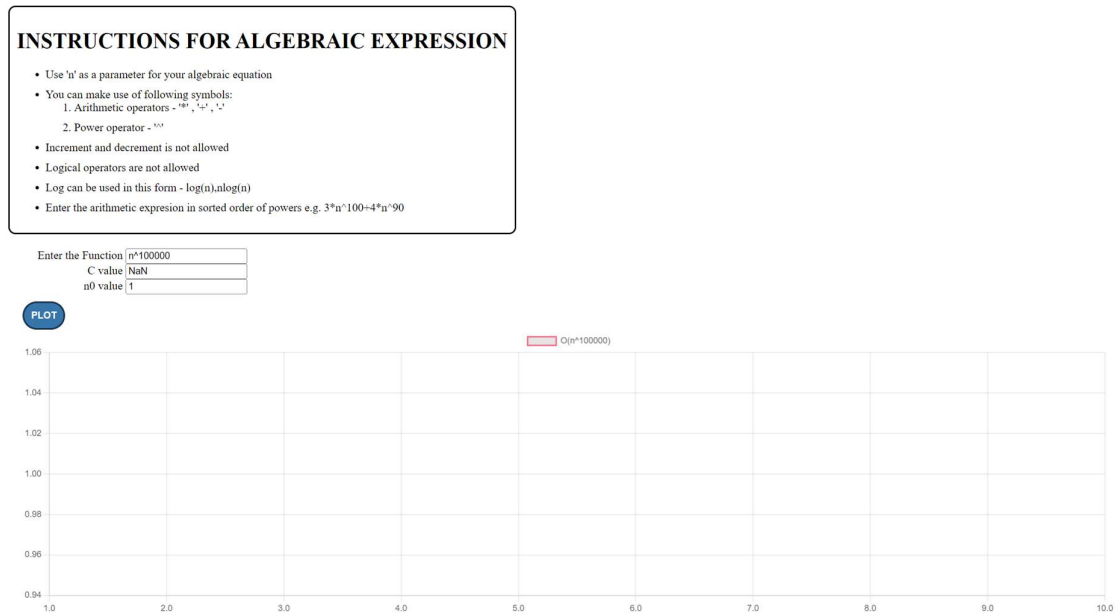 INSTRUCTIONS FOR ALGEBRAIC EXPRESSION
• Use 'n' as a parameter for your algebraic equation
• You can make use of following symbols:
1. Arithmetic operators - '*' , '+' , '-'
2. Power operator - '^'
• Increment and decrement is not allowed
• Logical operators are not allowed
• Log can be used in this form - log(n),nlog(n)
• Enter the arithmetic expresion in sorted order of powers e.g. 3*n^100+4*n^90
Enter the Function n^100000
C value NaN
n0 value 1
PLOT
O(n^100000)
1.06
1.04
1.02
1.00
0.98
0.96
0.94
1.0 2.0 3.0 4.0 5.0 6.0 7.0 8.0 9.0 10.0